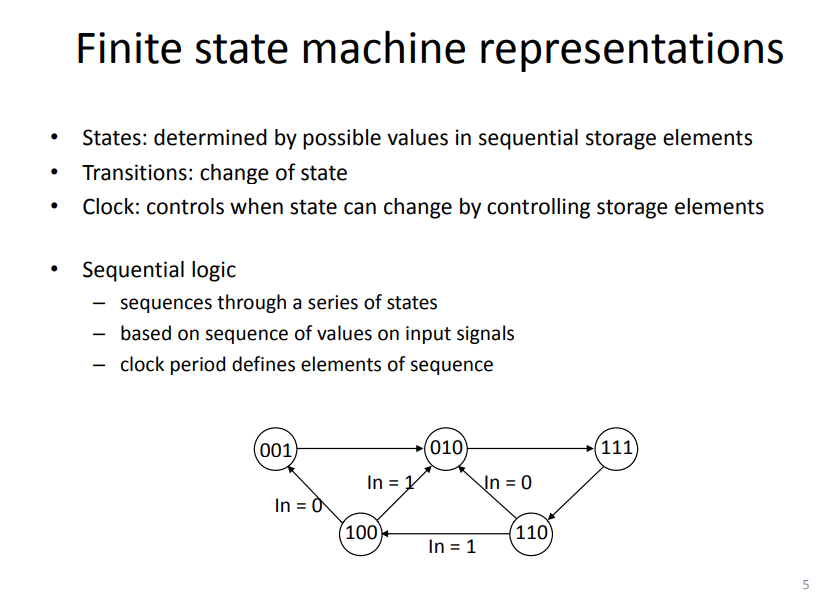 Finite state machine representations
• States: determined by possible values in sequential storage elements
• Transitions: change of state
• Clock: controls when state can change by controlling storage elements
• Sequential logic
– sequences through a series of states
– based on sequence of values on input signals
– clock period defines elements of sequence
001 010 111
In = 1 In = 0
In = 0
100 110
In = 1
5